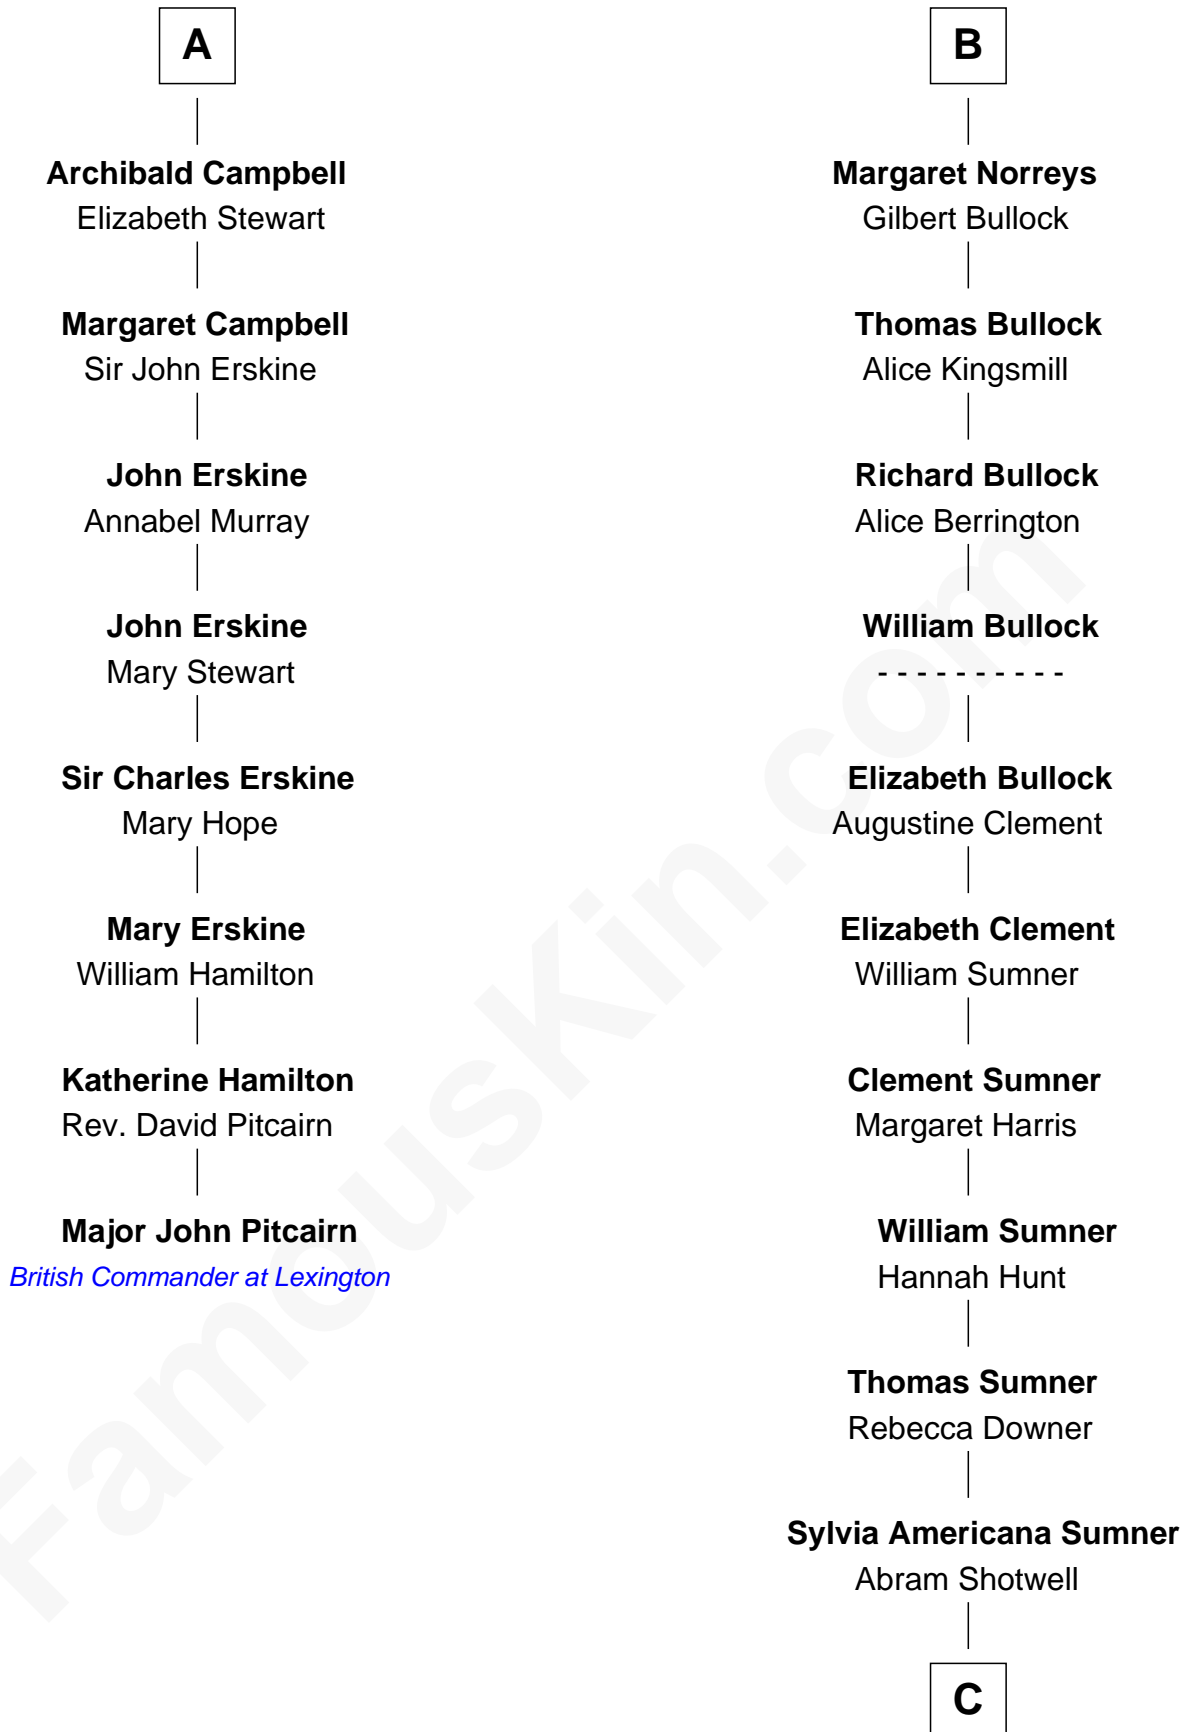 A
Archibald Campbell
Elizabeth Stewart
Margaret Campbell
Sir John Erskine
John Erskine
Annabel Murray
John Erskine
Mary Stewart
Sir Charles Erskine
Mary Hope
Mary Erskine
William Hamilton
Katherine Hamilton
Rev. David Pitcairn
Major John Pitcairn
British Commander at Lexington
B
Margaret Norreys
Gilbert Bullock
Thomas Bullock
Alice Kingsmill
Richard Bullock
Alice Berrington
William Bullock
- - - - - - - - - -
Elizabeth Bullock
Augustine Clement
Elizabeth Clement
William Sumner
Clement Sumner
Margaret Harris
William Sumner
Hannah Hunt
Thomas Sumner
Rebecca Downer
Sylvia Americana Sumner
Abram Shotwell
C
FamousKin.com